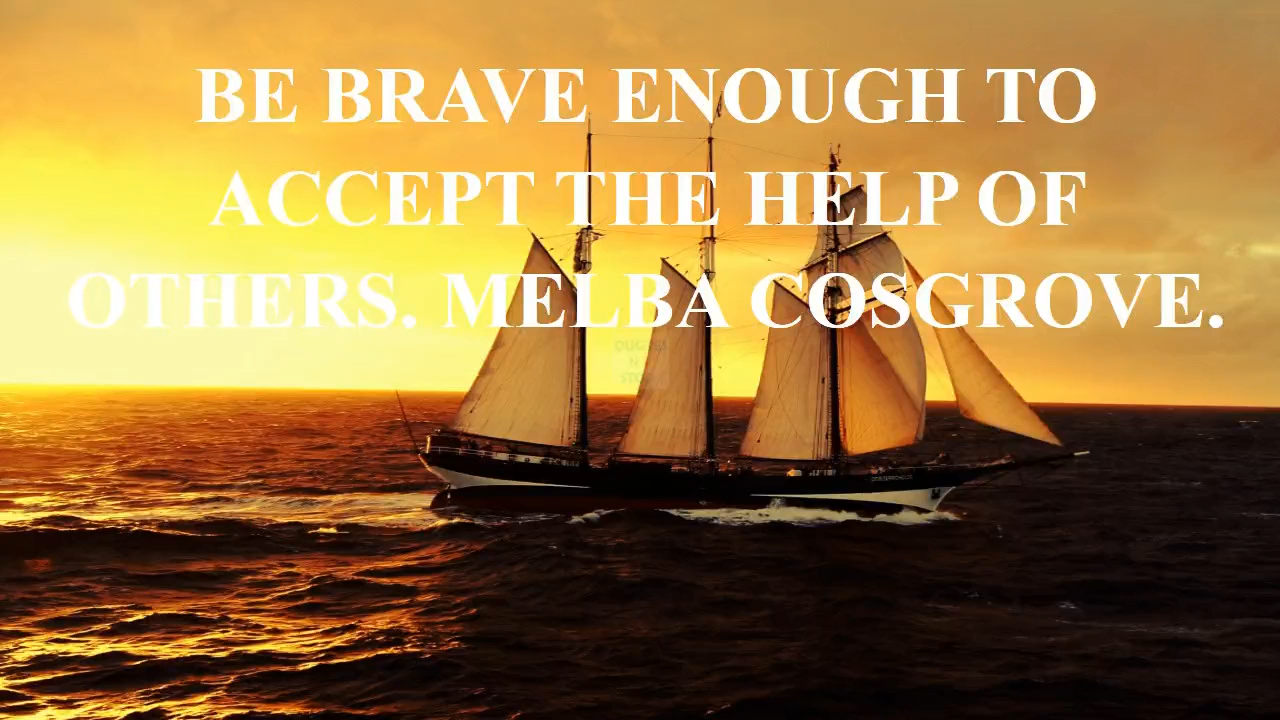 BE BRAVE ENOUGH TO
ACCEPT THE HELP OF
OTHERS. MELBA COSGROVE.